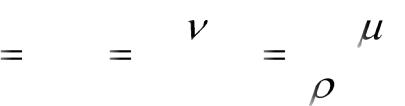 = = ν = μ
ρ